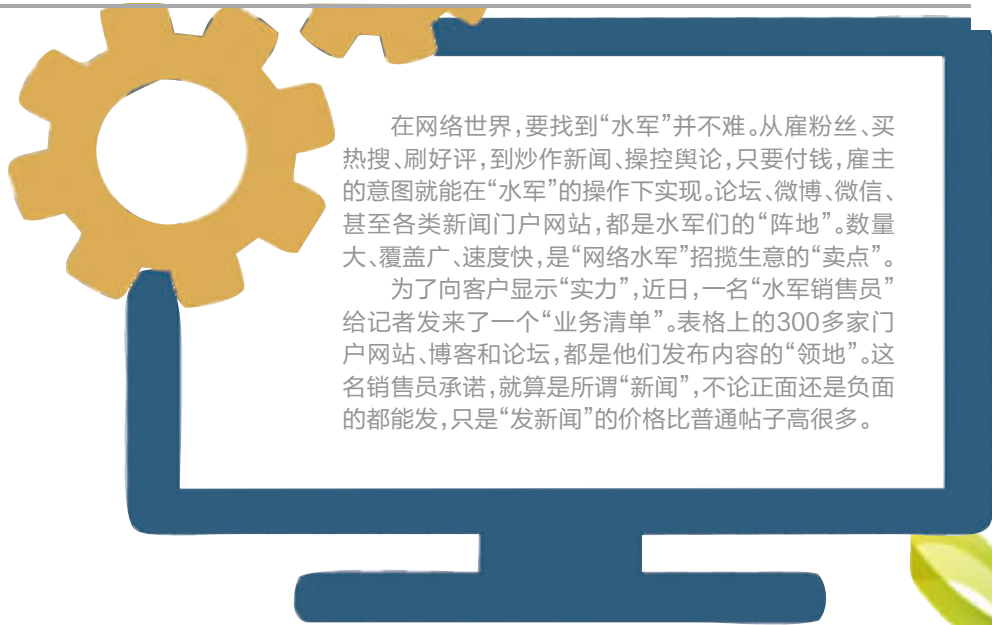 在网络世界,要找到“水军”并不难。从雇粉丝、买
热搜、刷好评,到炒作新闻、操控舆论,只要付钱,雇主
的意图就能在“水军”的操作下实现。论坛、微博、微信、
甚至各类新闻门户网站,都是水军们的“阵地”。数量
大、覆盖广、速度快,是“网络水军”招揽生意的“卖点”。
为了向客户显示“实力”,近日,一名“水军销售员”
给记者发来了一个“业务清单”。表格上的300多家门
户网站、博客和论坛,都是他们发布内容的“领地”。这
名销售员承诺,就算是所谓“新闻”,不论正面还是负面
的都能发,只是“发新闻”的价格比普通帖子高很多。